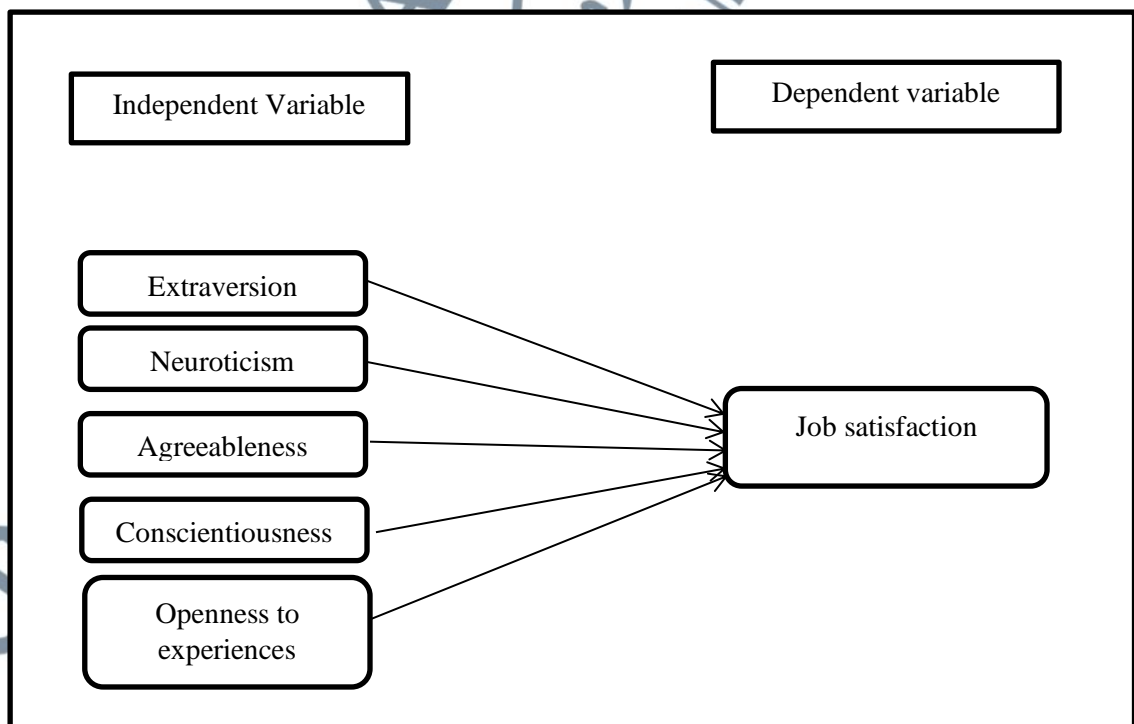 Independent Variable
Dependent variable
Extraversion
Neuroticism
Agreeableness
Conscientiousness
Openness to
experiences
Job satisfaction